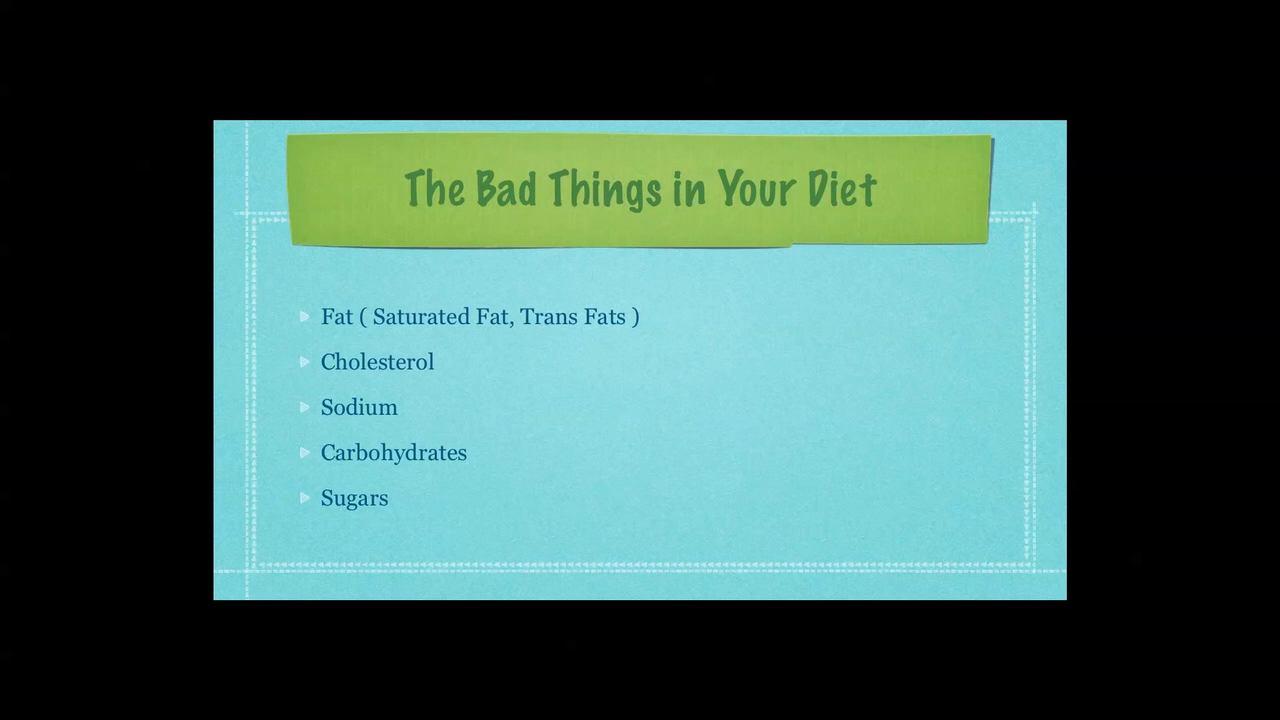 The Bad Things in Your Diet
Fat ( Saturated Fat, Trans Fats )
Cholesterol
Sodium
Carbohydrates
Sugars